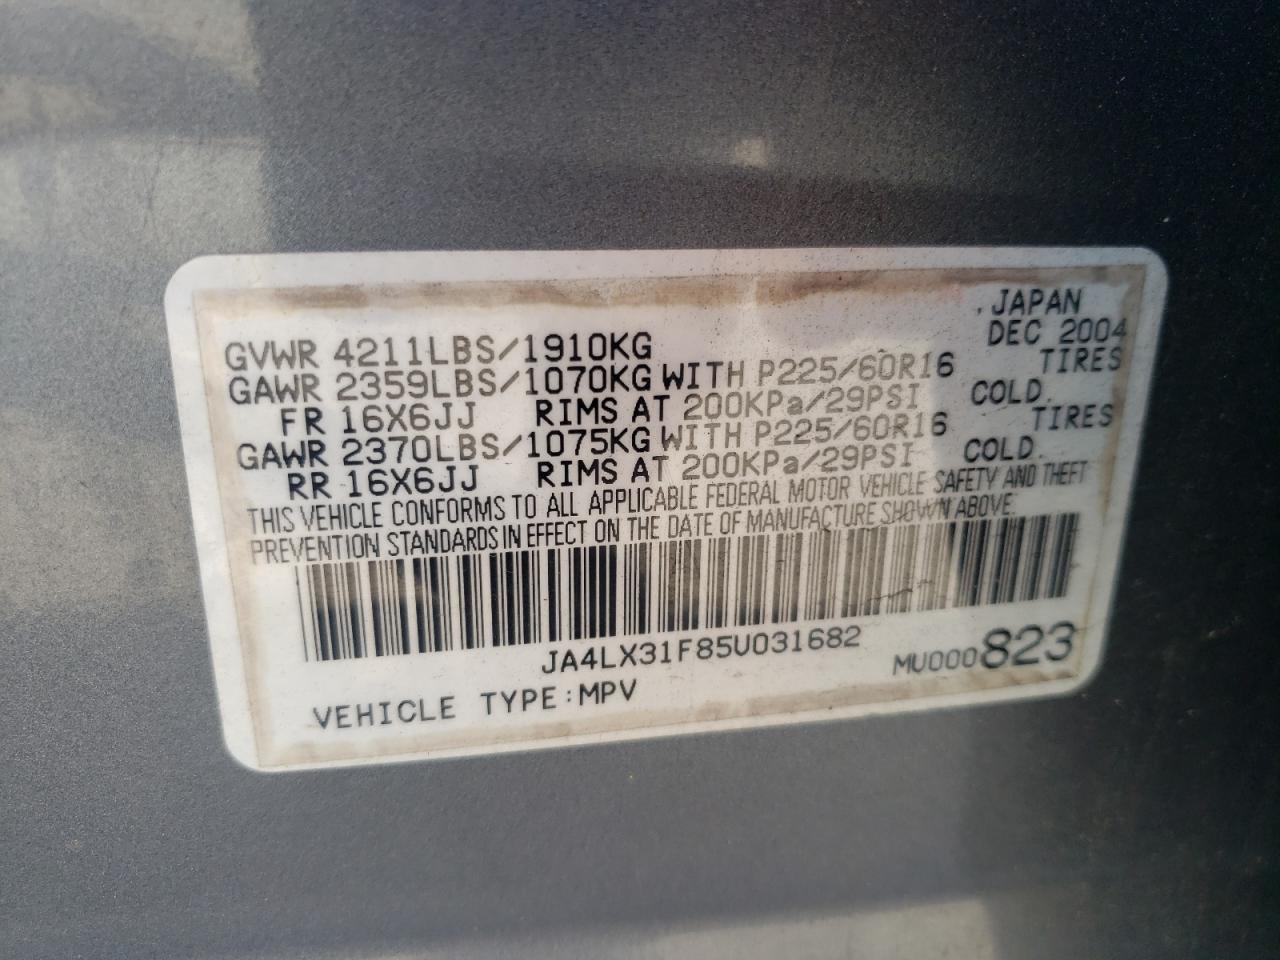 JAPAN
DEC 2004
GVWR 4211LBS/1910KG
GAWR 2359LBS/1070KG WITH P225/60R16 TIRES
FR 16X6JJ RIMS AT 200KPa/29PSI COLD.
GAWR 2370LBS/1075KG WITH P225/60R16 TIRES
RR 16X6JJ RIMS AT 200KPa/29PSI COLD.
THIS VEHICLE CONFORMS TO ALL APPLICABLE FEDERAL MOTOR VEHICLE SAFETY AND THEFT
PREVENTION STANDARDS IN EFFECT ON THE DATE OF MANUFACTURE SHOWN ABOVE.
JA4LX31F85U031682
MU000823
VEHICLE TYPE:MPV